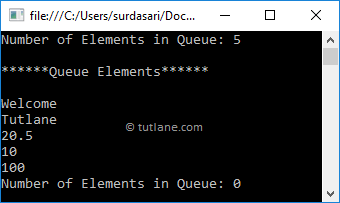 file:///C:/Users/surdasari/Doc...
Number of Elements in Queue: 5
******Queue Elements******
Welcome
Tutlane
20.5
10
100
Number of Elements in Queue: 0
© tutlane.com